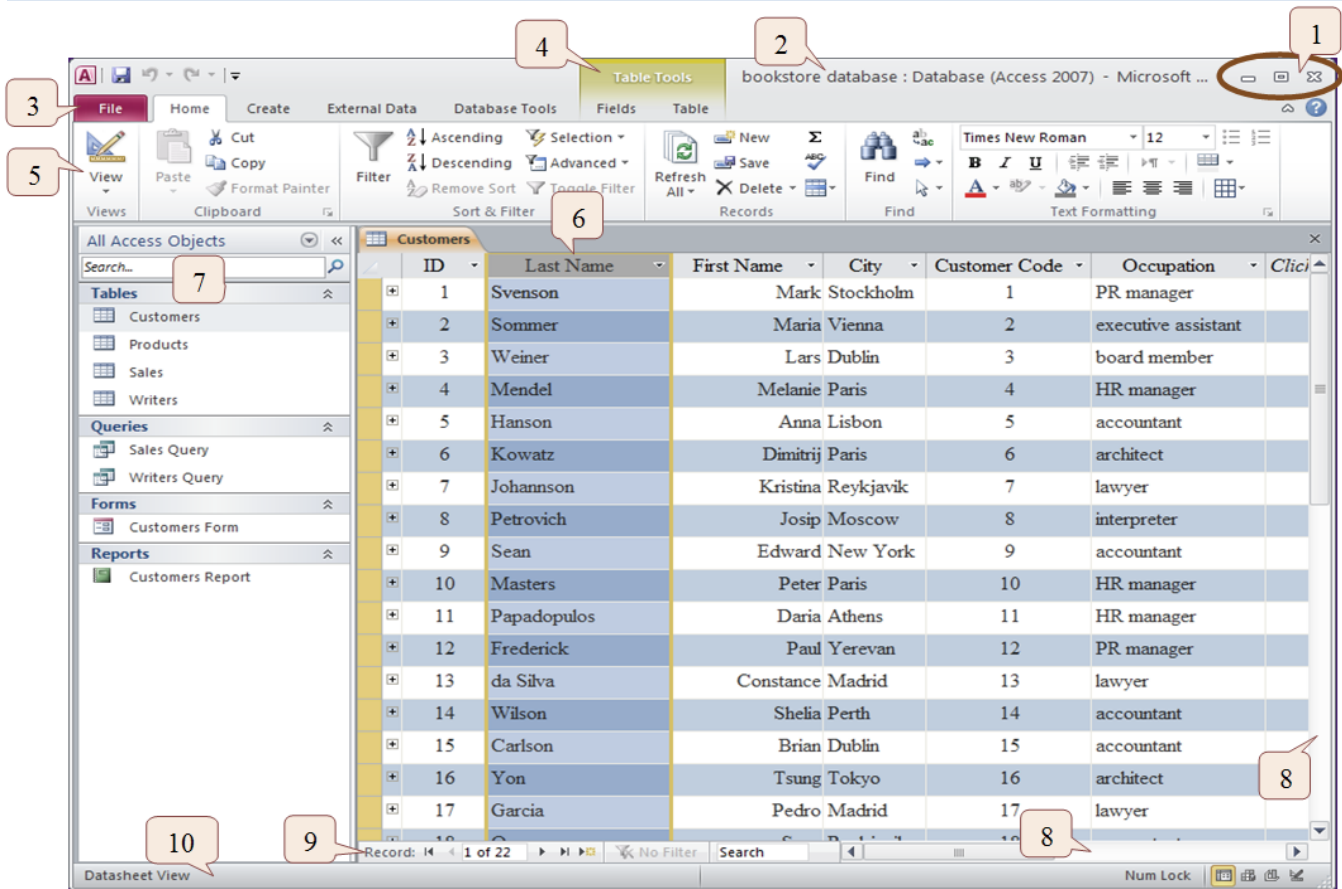 1
2
4
Table Tools
bookstore database : Database (Access 2007) - Microsoft ...
3
File Home Create External Data Database Tools Fields Table
5
View
Paste
Cut
Copy
Format Painter
Filter
Ascending
Descending
Remove Sort
Selection
Advanced
Toggle Filter
Refresh All
New
Save
Delete
Σ
ABC
Find
ab
ac
Times New Roman 12
B I U
A ab
Views Clipboard Sort & Filter Records Find Text Formatting
6
All Access Objects
Search...
7
Tables
Customers
Products
Sales
Writers
Queries
Sales Query
Writers Query
Forms
Customers Form
Reports
Customers Report
Customers
ID Last Name First Name City Customer Code Occupation Click
1 Svenson Mark Stockholm 1 PR manager
2 Sommer Maria Vienna 2 executive assistant
3 Weiner Lars Dublin 3 board member
4 Mendel Melanie Paris 4 HR manager
5 Hanson Anna Lisbon 5 accountant
6 Kowatz Dimitrij Paris 6 architect
7 Johannson Kristina Reykjavik 7 lawyer
8 Petrovich Josip Moscow 8 interpreter
9 Sean Edward New York 9 accountant
10 Masters Peter Paris 10 HR manager
11 Papadopulos Daria Athens 11 HR manager
12 Frederick Paul Yerevan 12 PR manager
13 da Silva Constance Madrid 13 lawyer
14 Wilson Shelia Perth 14 accountant
15 Carlson Brian Dublin 15 accountant
16 Yon Tsung Tokyo 16 architect
17 Garcia Pedro Madrid 17 lawyer
8
8
9
10
Record: 1 of 22 No Filter Search
Datasheet View Num Lock